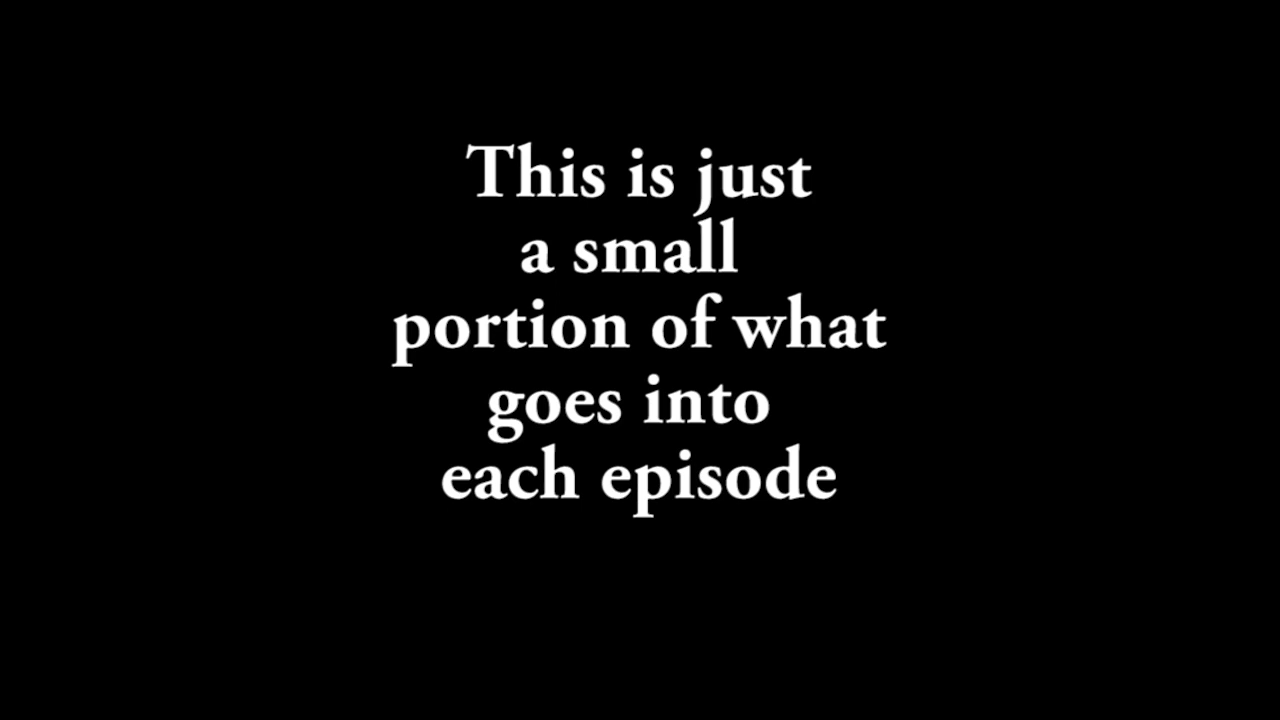 This is just
a small
portion of what
goes into
each episode